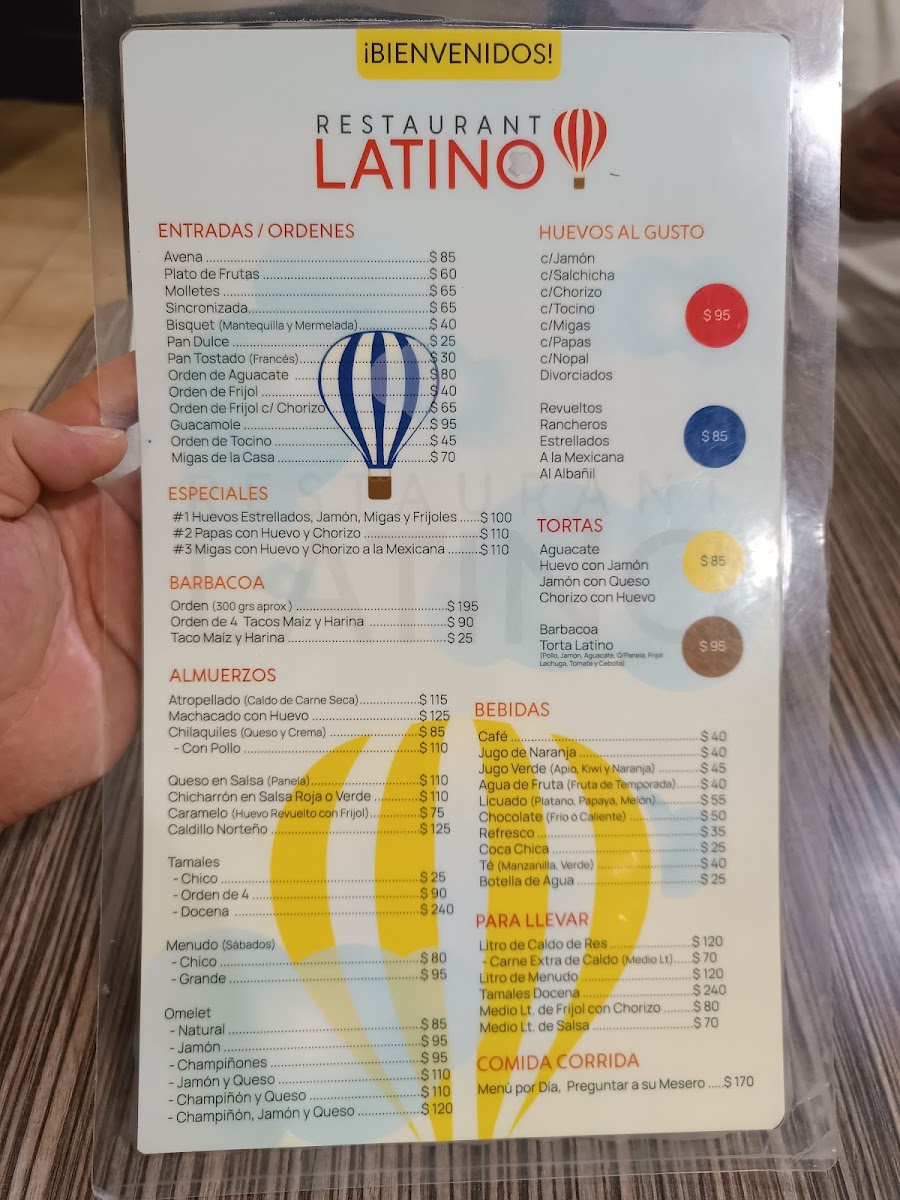 ¡BIENVENIDOS!
RESTAURANT
LATINO
ENTRADAS / ORDENES
Avena ........ $ 85
Plato de Frutas ........ $ 60
Molletes ........ $ 65
Sincronizada ........ $ 65
Bisquet (Mantequilla y Mermelada) ........ $ 40
Pan Dulce ........ $ 25
Pan Tostado (Francés) ........ $ 30
Orden de Aguacate ........ $ 80
Orden de Frijol ........ $ 40
Orden de Frijol c/ Chorizo ........ $ 65
Guacamole ........ $ 95
Orden de Tocino ........ $ 45
Migas de la Casa ........ $ 70
ESPECIALES
#1 Huevos Estrellados, Jamón, Migas y Frijoles ...... $ 100
#2 Papas con Huevo y Chorizo ........ $ 110
#3 Migas con Huevo y Chorizo a la Mexicana ........ $ 110
BARBACOA
Orden (300 grs aprox ) ........ $ 195
Orden de 4 Tacos Maíz y Harina ........ $ 90
Taco Maíz y Harina ........ $ 25
ALMUERZOS
Atropellado (Caldo de Carne Seca) ........ $ 115
Machacado con Huevo ........ $ 125
Chilaquiles (Queso y Crema) ........ $ 85
- Con Pollo ........ $ 110
Queso en Salsa (Panela) ........ $ 110
Chicharrón en Salsa Roja o Verde ........ $ 110
Caramelo (Huevo Revuelto con Frijol) ........ $ 75
Caldillo Norteño ........ $ 125
Tamales
- Chico ........ $ 25
- Orden de 4 ........ $ 90
- Docena ........ $ 240
Menudo (Sábados)
- Chico ........ $ 80
- Grande ........ $ 95
Omelet
- Natural ........ $ 85
- Jamón ........ $ 95
- Champiñones ........ $ 95
- Jamón y Queso ........ $ 110
- Champiñón y Queso ........ $ 110
- Champiñón, Jamón y Queso ........ $ 120
HUEVOS AL GUSTO
c/Jamón
c/Salchicha
c/Chorizo
$ 95
c/Tocino
c/Migas
c/Papas
c/Nopal
Divorciados
Revueltos
Rancheros
$ 85
Estrellados
A la Mexicana
Al Albañil
TORTAS
Aguacate
$ 85
Huevo con Jamón
Jamón con Queso
Chorizo con Huevo
Barbacoa
Torta Latino
$ 95
(Pollo, Jamón, Aguacate, Q/Panela, Frijol
Lechuga, Tomate y Cebolla)
BEBIDAS
Café ........ $ 40
Jugo de Naranja ........ $ 40
Jugo Verde (Apio, Kiwi y Naranja) ........ $ 45
Agua de Fruta (Fruta de Temporada) ........ $ 40
Licuado (Platano, Papaya, Melón) ........ $ 55
Chocolate (Frio ó Caliente) ........ $ 50
Refresco ........ $ 35
Coca Chica ........ $ 25
Té (Manzanilla, Verde) ........ $ 40
Botella de Agua ........ $ 25
PARA LLEVAR
Litro de Caldo de Res ........ $ 120
- Carne Extra de Caldo (Medio Lt) ..... $ 70
Litro de Menudo ........ $ 120
Tamales Docena ........ $ 240
Medio Lt. de Frijol con Chorizo ........ $ 80
Medio Lt. de Salsa ........ $ 70
COMIDA CORRIDA
Menú por Día, Preguntar a su Mesero ..... $ 170